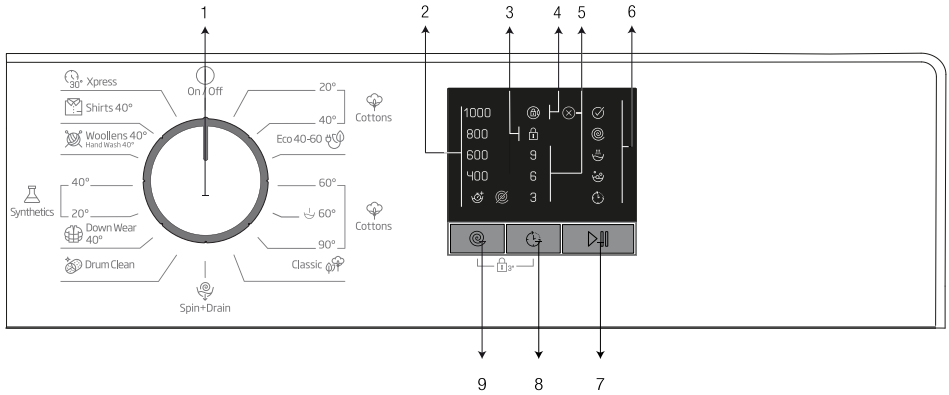 1
2
3
4
5
6
On / Off
30° Xpress
Shirts 40°
Woollens 40°
Hand Wash 40°
40°
20°
Synthetics
Down Wear
40°
Drum Clean
Spin+Drain
20°
40°
Cottons
Eco 40-60
60°
60°
90°
Cottons
Classic
1000
800
600
400
9
6
3
3"
9
8
7